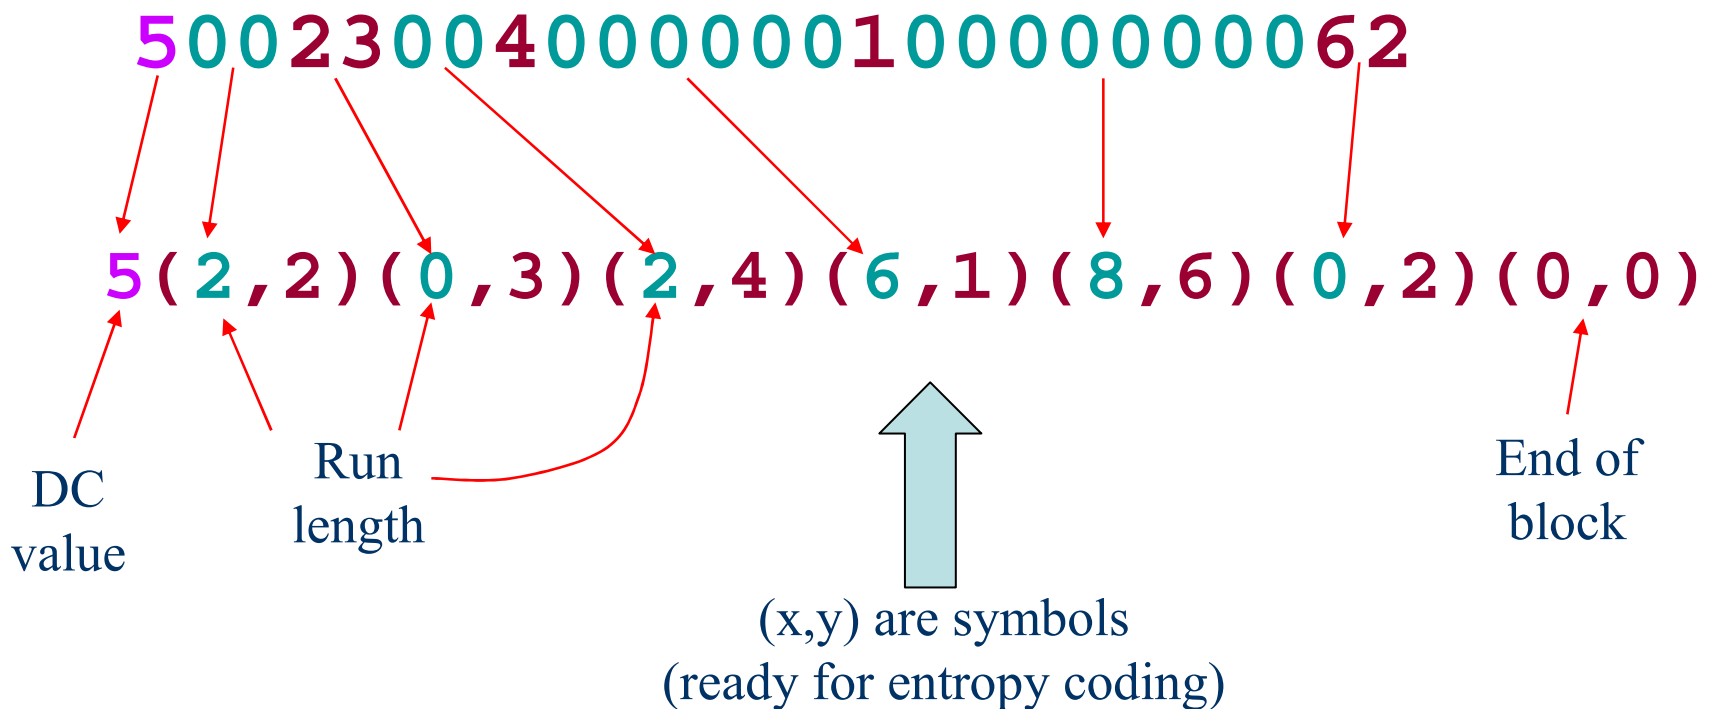 5002300400000010000000062
5(2,2)(0,3)(2,4)(6,1)(8,6)(0,2)(0,0)
DC
value
Run
length
End of
block
(x,y) are symbols
(ready for entropy coding)